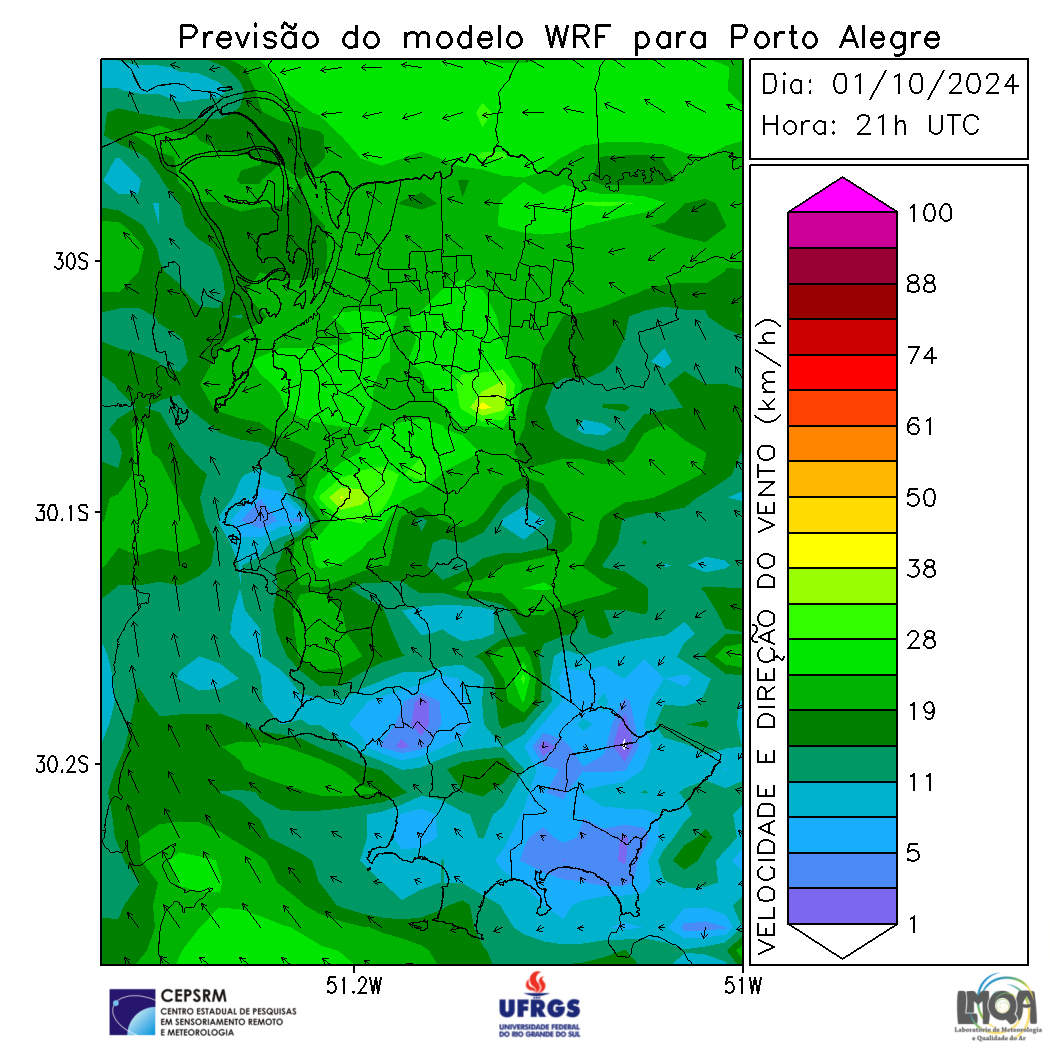 Previsão do modelo WRF para Porto Alegre
Dia: 01/10/2024
Hora: 21h UTC
30S
30.1S
30.2S
51.2W
51W
VELOCIDADE E DIREÇÃO DO VENTO (km/h)
100
88
74
61
50
38
28
19
11
5
1
CEPSRM
CENTRO ESTADUAL DE PESQUISAS
EM SENSORIAMENTO REMOTO
E METEOROLOGIA
UFRGS
UNIVERSIDADE FEDERAL
DO RIO GRANDE DO SUL
LMQA
Laboratório de Meteorologia
e Qualidade do Ar